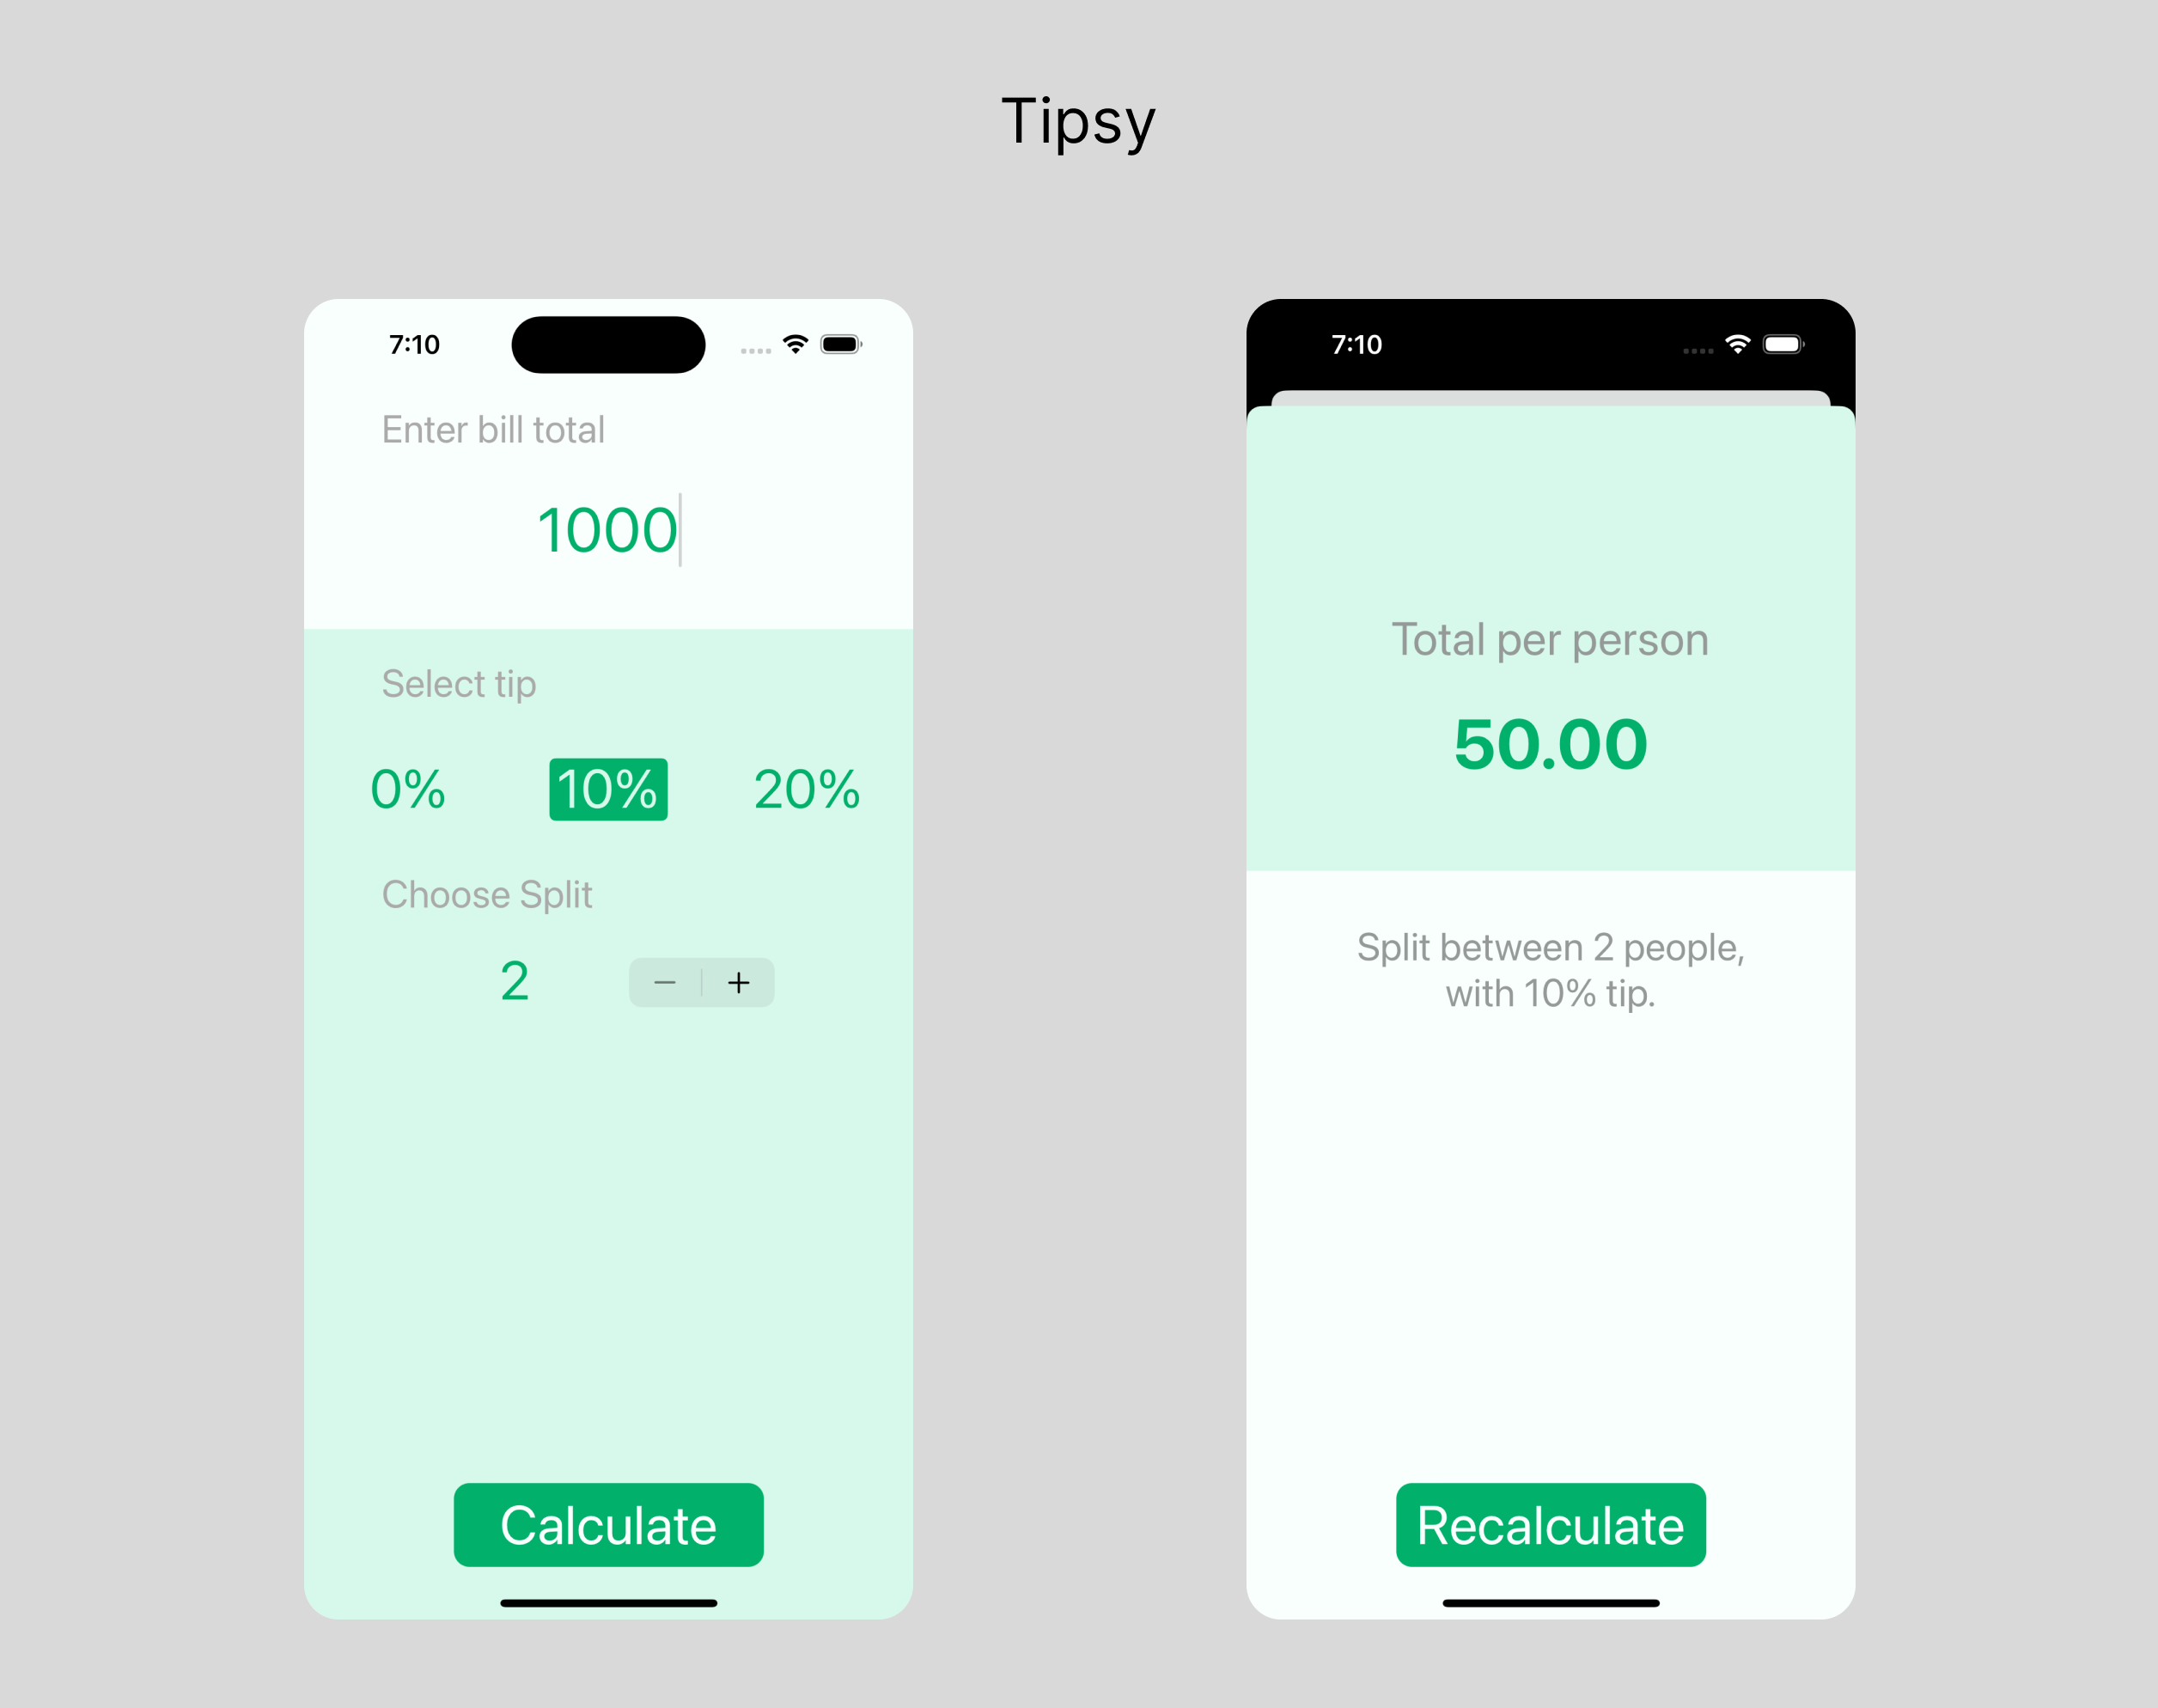 Tipsy
7:10
Enter bill total
1000
Select tip
0% 10% 20%
Choose Split
2 − +
Calculate
7:10
Total per person
50.00
Split between 2 people,
with 10% tip.
Recalculate